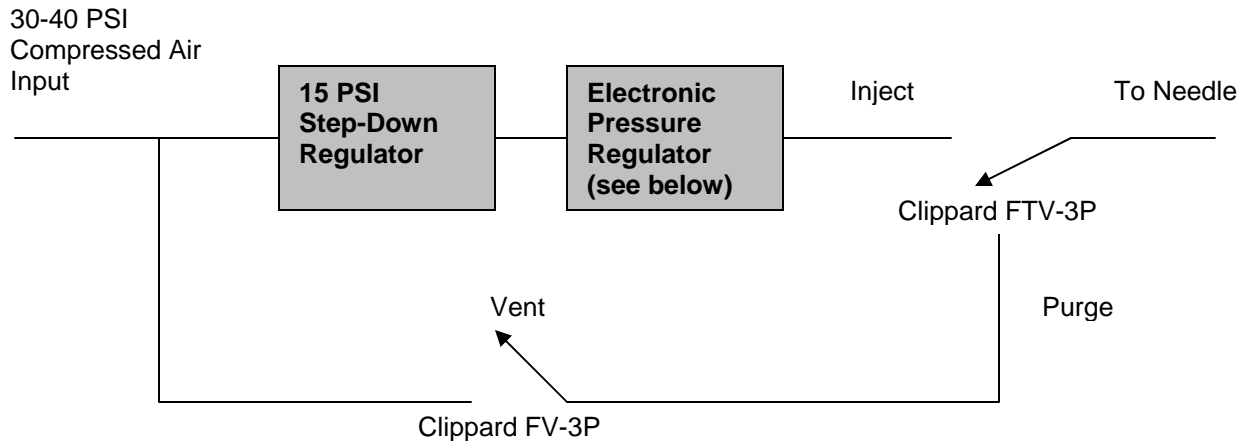 30-40 PSI
Compressed Air
Input
15 PSI
Step-Down
Regulator
Electronic
Pressure
Regulator
(see below)
Inject
To Needle
Clippard FTV-3P
Vent
Purge
Clippard FV-3P